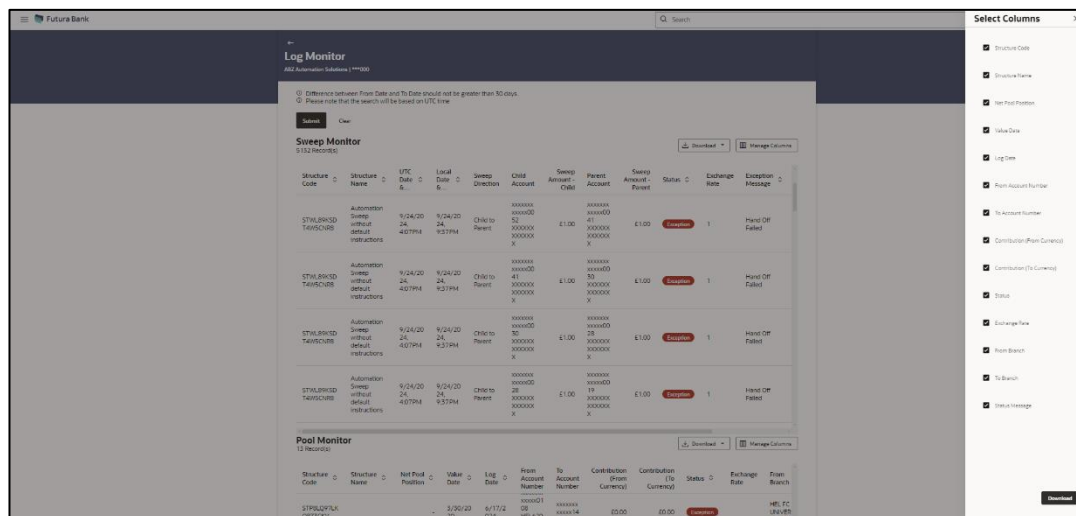 Futura Bank
Search
Select Columns
←
Log Monitor
ABZ Automation Solutions | ***000
Difference between From Date and To Date should not be greater than 30 days.
Please note that the search will be based on UTC time
Submit Clear
Sweep Monitor
Download Manage Columns
Record(s)
Structure Code Structure Name UTC Date &... Local Date &... Sweep Direction Child Account Sweep Amount - Child Parent Account Sweep Amount - Parent Status Exchange Rate Exception Message
Automation Sweep without default instructions 9/24/20 24, 4:07PM 9/24/20 24, 9:37PM Child to Parent £1.00 £1.00 Exception 1 Hand Off Failed
Automation Sweep without default instructions 9/24/20 24, 4:07PM 9/24/20 24, 9:37PM Child to Parent £1.00 £1.00 Exception 1 Hand Off Failed
Automation Sweep without default instructions 9/24/20 24, 4:07PM 9/24/20 24, 9:37PM Child to Parent £1.00 £1.00 Exception 1 Hand Off Failed
Automation Sweep without default instructions 9/24/20 24, 4:07PM 9/24/20 24, 9:37PM Child to Parent £1.00 £1.00 Exception 1 Hand Off Failed
Pool Monitor
Download Manage Columns
13 Record(s)
Structure Code Structure Name Net Pool Position Value Date Log Date From Account Number To Account Number Contribution (From Currency) Contribution (To Currency) Status Exchange Rate From Branch
£0.00 £0.00 Exception
Structure Code
Structure Name
Net Pool Position
Value Date
Log Date
From Account Number
To Account Number
Contribution (From Currency)
Contribution (To Currency)
Status
Exchange Rate
From Branch
To Branch
Status Message
Download